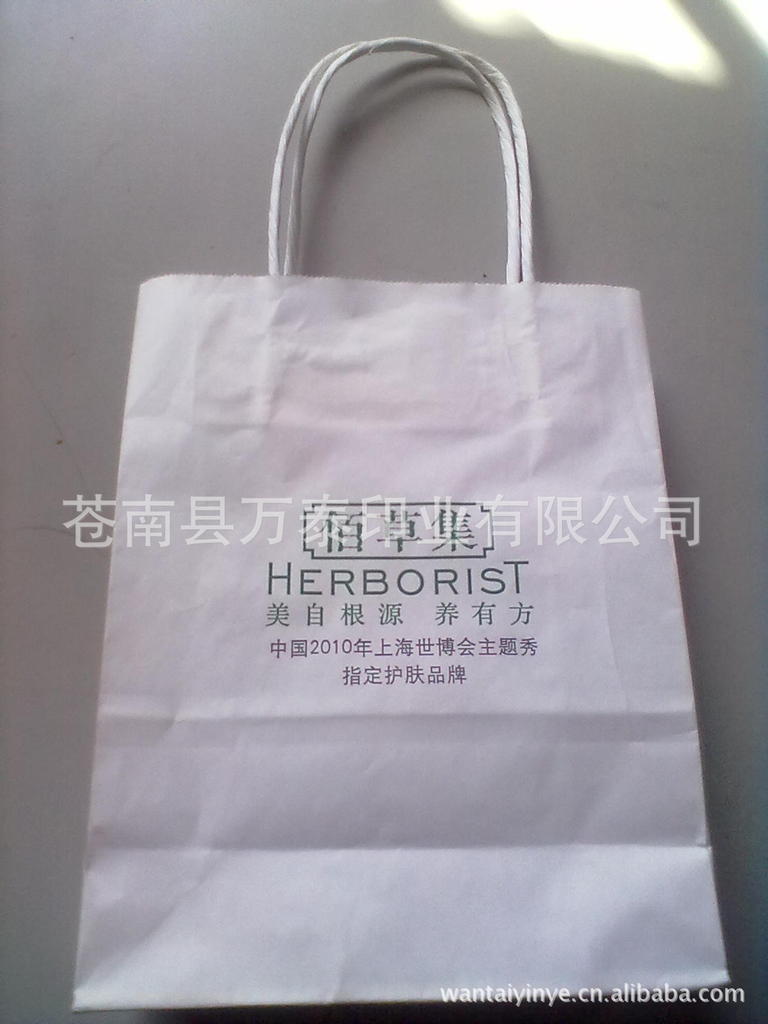 苍南县万泰印业有限公司
佰草集
HERBORIST
美自根源 养有方
中国2010年上海世博会主题秀
指定护肤品牌
wantaiyinye.cn.alibaba.com